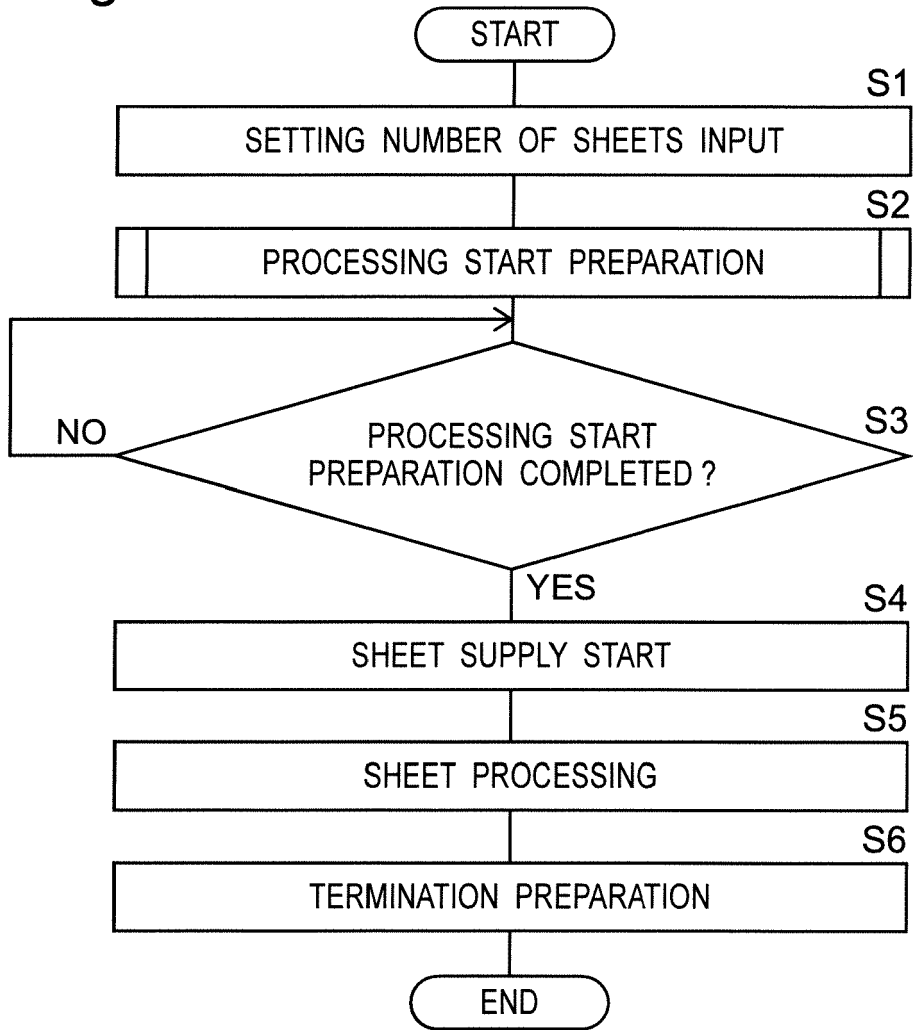 START
S1
SETTING NUMBER OF SHEETS INPUT
S2
PROCESSING START PREPARATION
S3
NO
PROCESSING START
PREPARATION COMPLETED ?
YES
S4
SHEET SUPPLY START
S5
SHEET PROCESSING
S6
TERMINATION PREPARATION
END